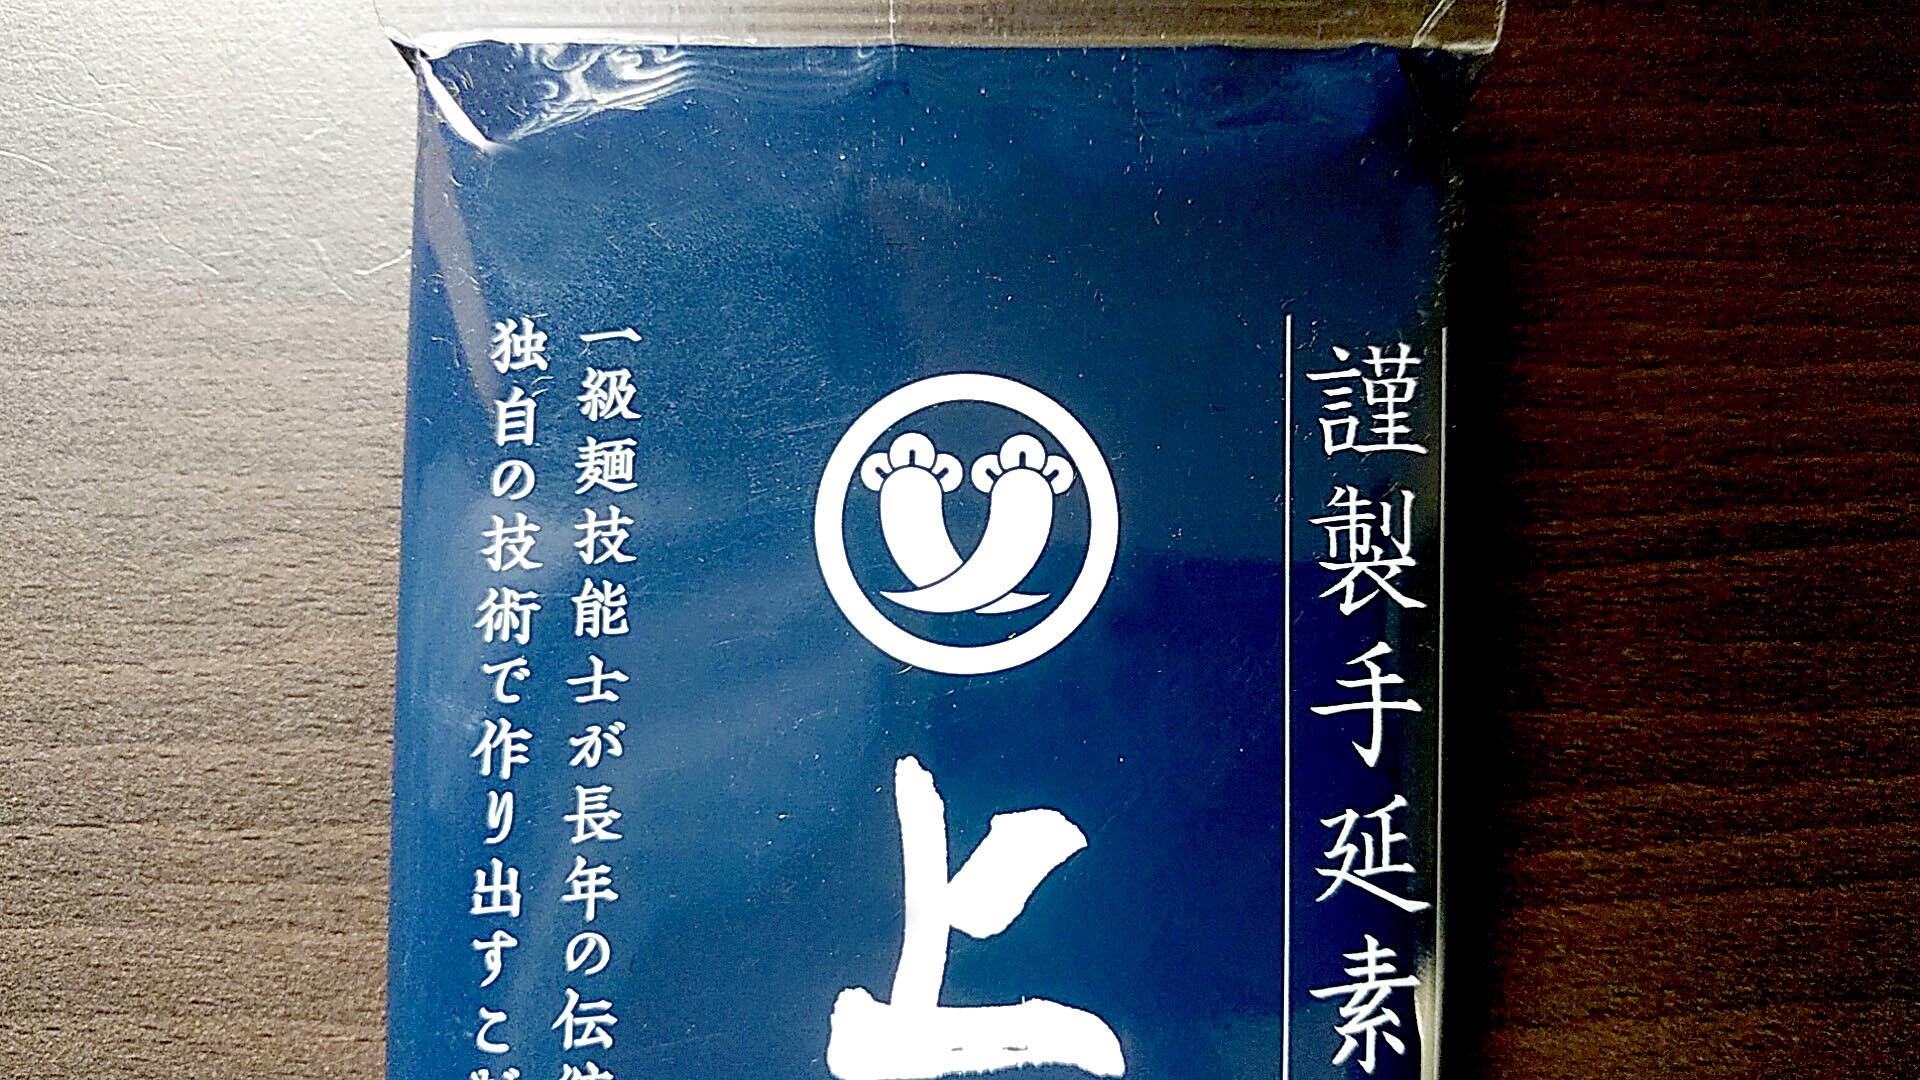 謹製手延素
上
一級麺技能士が長年の伝
独自の技術で作り出すこ